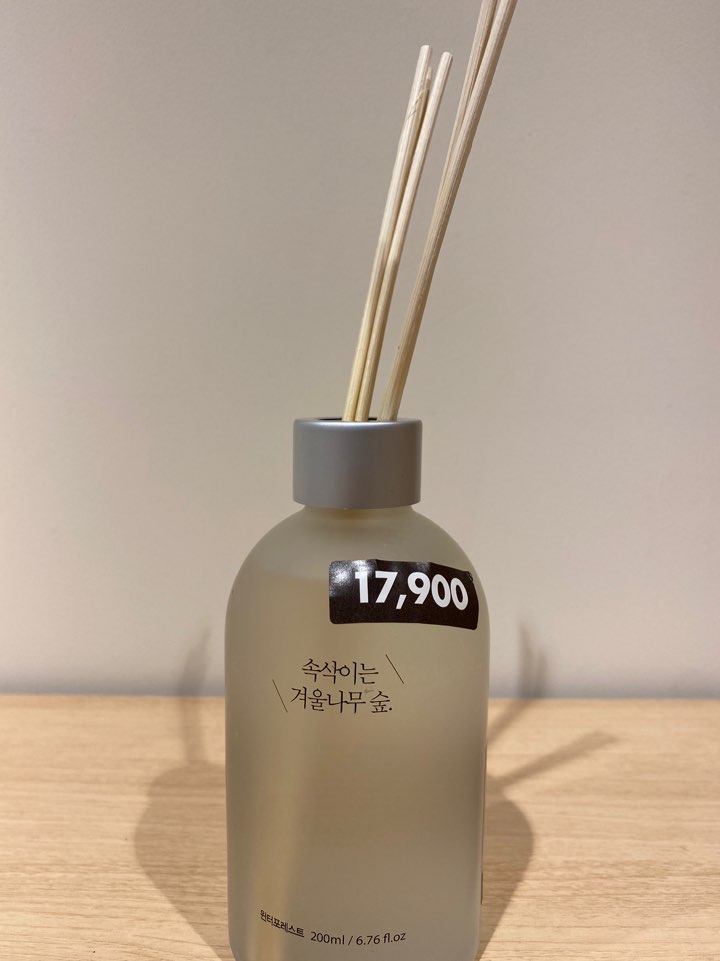 17,900
속삭이는
겨울나무 숲.
윈터포레스트 200ml / 6.76 fl.oz